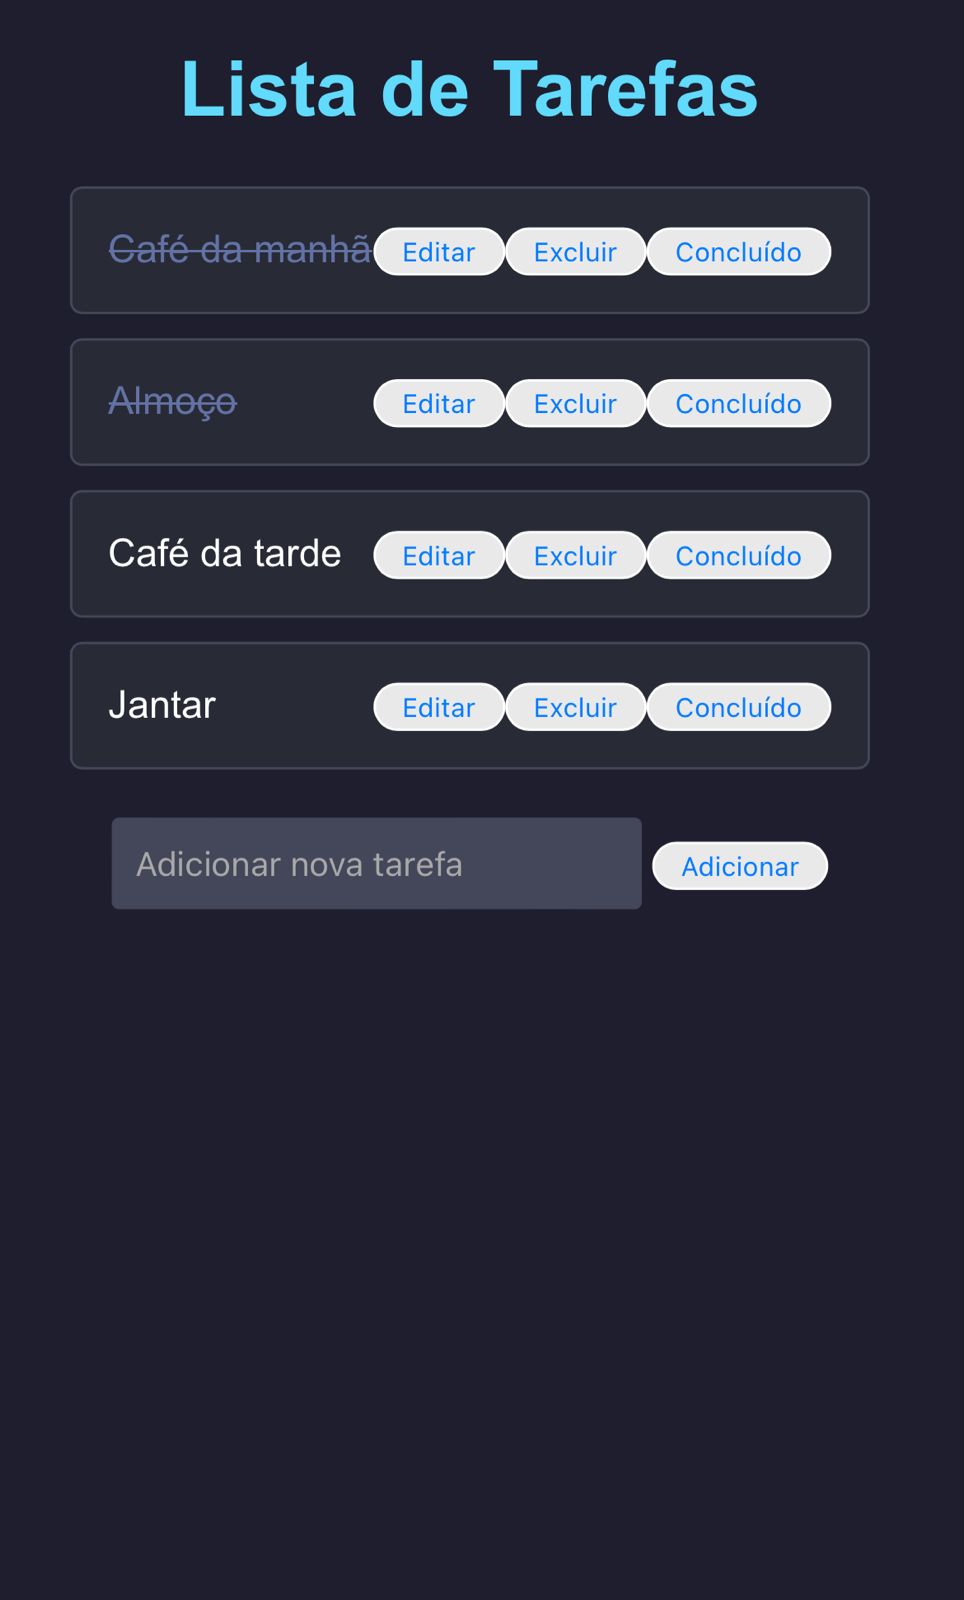 Lista de Tarefas
Café da manhã Editar Excluir Concluído
Almoço Editar Excluir Concluído
Café da tarde Editar Excluir Concluído
Jantar Editar Excluir Concluído
Adicionar nova tarefa Adicionar